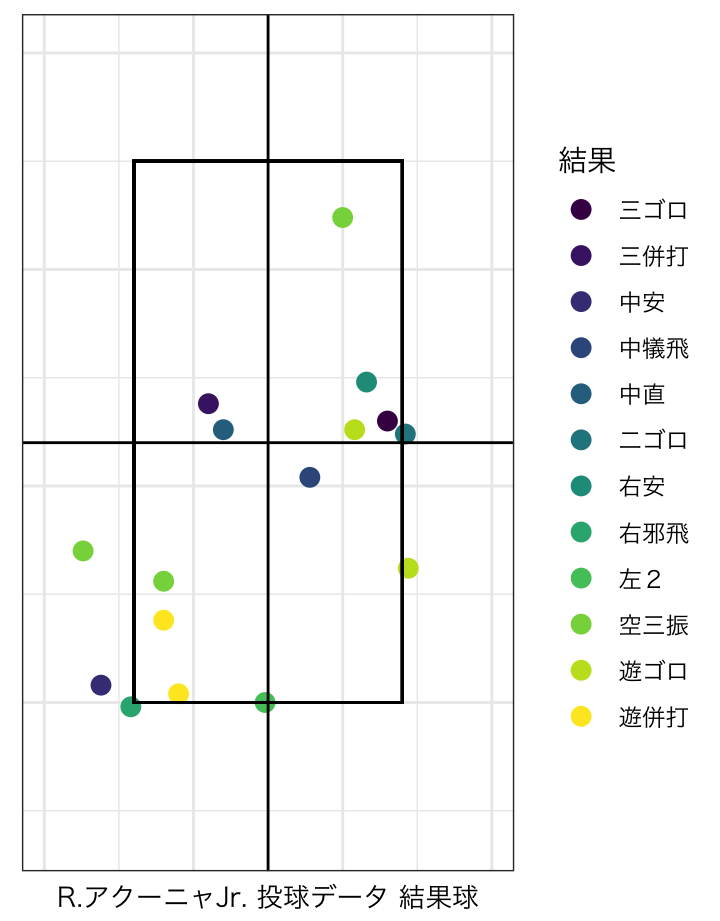 結果
三ゴロ
三併打
中安
中犠飛
中直
二ゴロ
右安
右邪飛
左２
空三振
遊ゴロ
遊併打
R.アクーニャJr. 投球データ 結果球